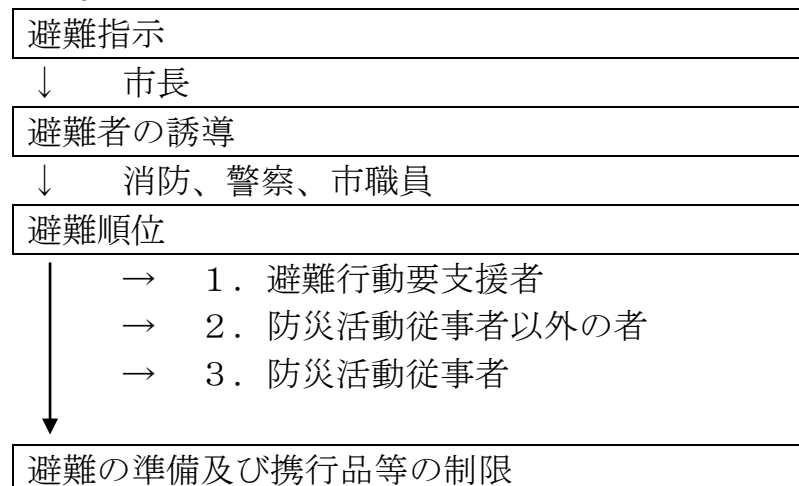 避難指示
↓　市長
避難者の誘導
↓　消防、警察、市職員
避難順位
→　１．避難行動要支援者
→　２．防災活動従事者以外の者
→　３．防災活動従事者
避難の準備及び携行品等の制限